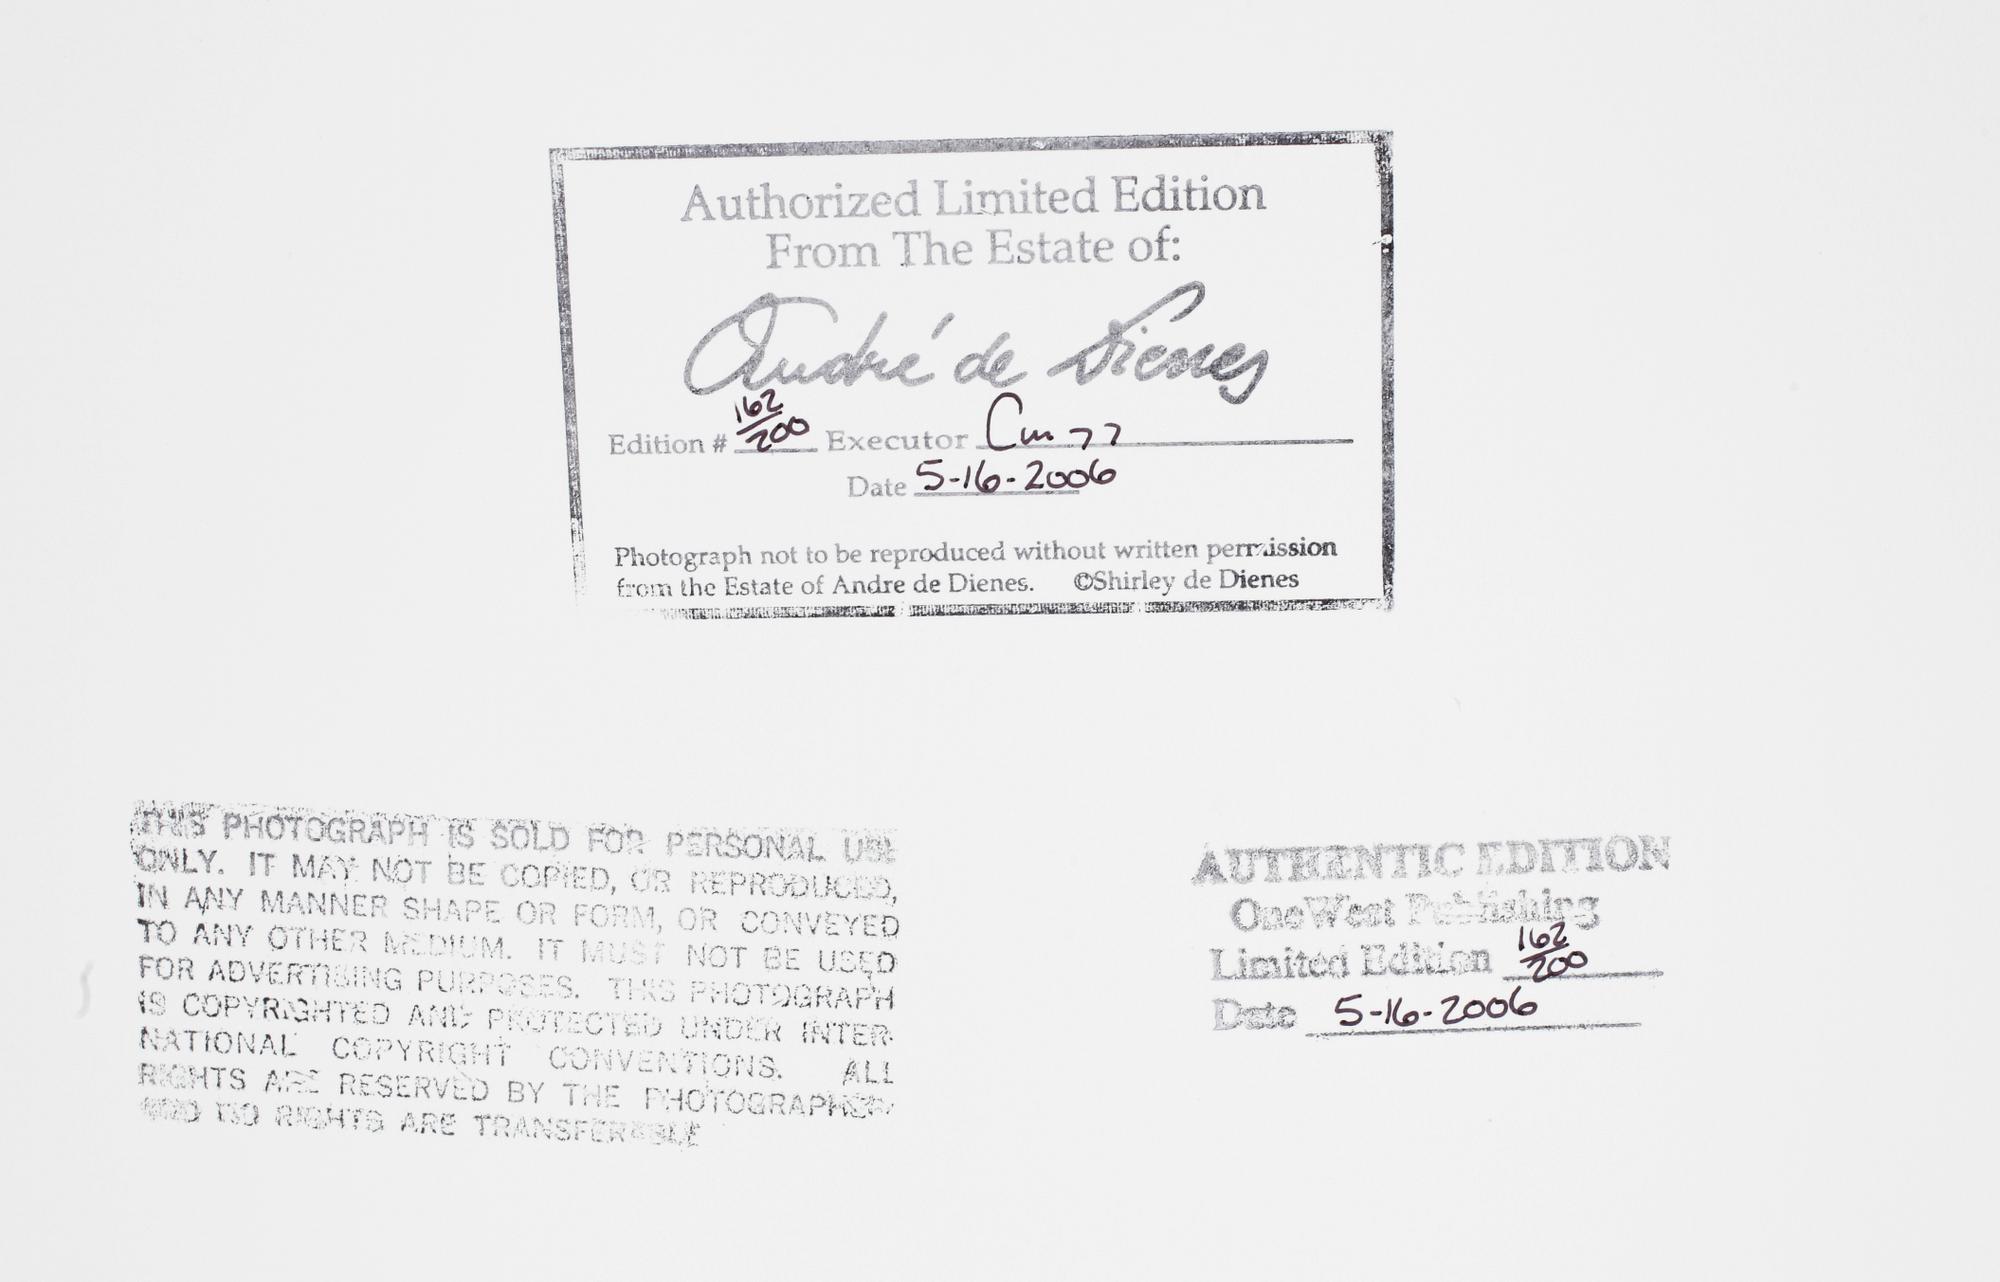 Authorized Limited Edition
From The Estate of:
André de Dienes
Edition # 162/200 Executor
Date 5-16-2006
Photograph not to be reproduced without written permission
from the Estate of Andre de Dienes. ©Shirley de Dienes
THIS PHOTOGRAPH IS SOLD FOR PERSONAL USE
ONLY. IT MAY NOT BE COPIED, OR REPRODUCED,
IN ANY MANNER SHAPE OR FORM, OR CONVEYED
TO ANY OTHER MEDIUM. IT MUST NOT BE USED
FOR ADVERTISING PURPOSES. THIS PHOTOGRAPH
IS COPYRIGHTED AND PROTECTED UNDER INTER-
NATIONAL COPYRIGHT CONVENTIONS. ALL
RIGHTS ARE RESERVED BY THE PHOTOGRAPHER
AND NO RIGHTS ARE TRANSFERABLE
AUTHENTIC EDITION
OneWest Publishing
Limited Edition 162/200
Date 5-16-2006